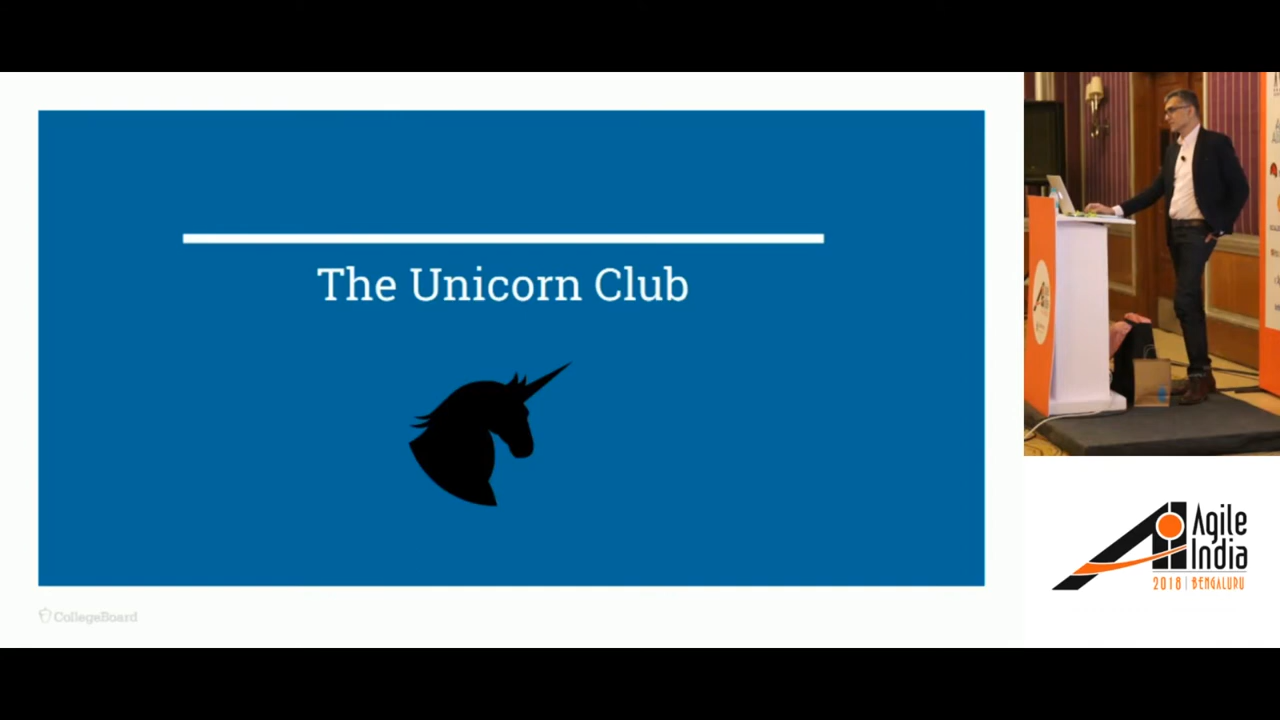 The Unicorn Club
CollegeBoard
Agile
India
2018 | BENGALURU